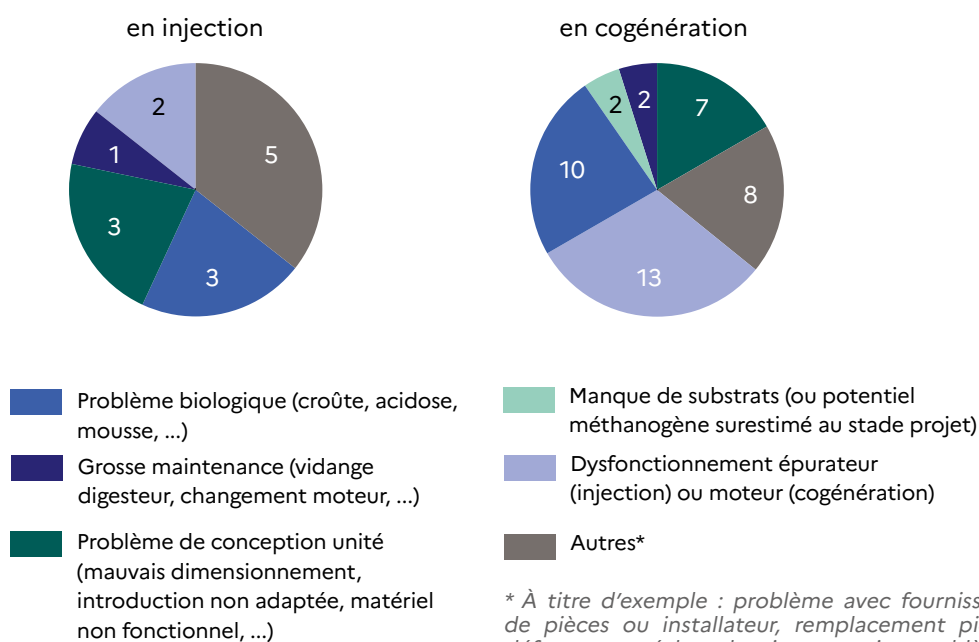 en injection
2
5
1
3
3
en cogénération
2
2
7
10
8
13
Problème biologique (croûte, acidose,
mousse, ...)
Grosse maintenance (vidange
digesteur, changement moteur, ...)
Problème de conception unité
(mauvais dimensionnement,
introduction non adaptée, matériel
non fonctionnel, ...)
Manque de substrats (ou potentiel
méthanogène surestimé au stade projet)
Dysfonctionnement épurateur
(injection) ou moteur (cogénération)
Autres*
* À titre d'exemple : problème avec fourniss
de pièces ou installateur, remplacement pi